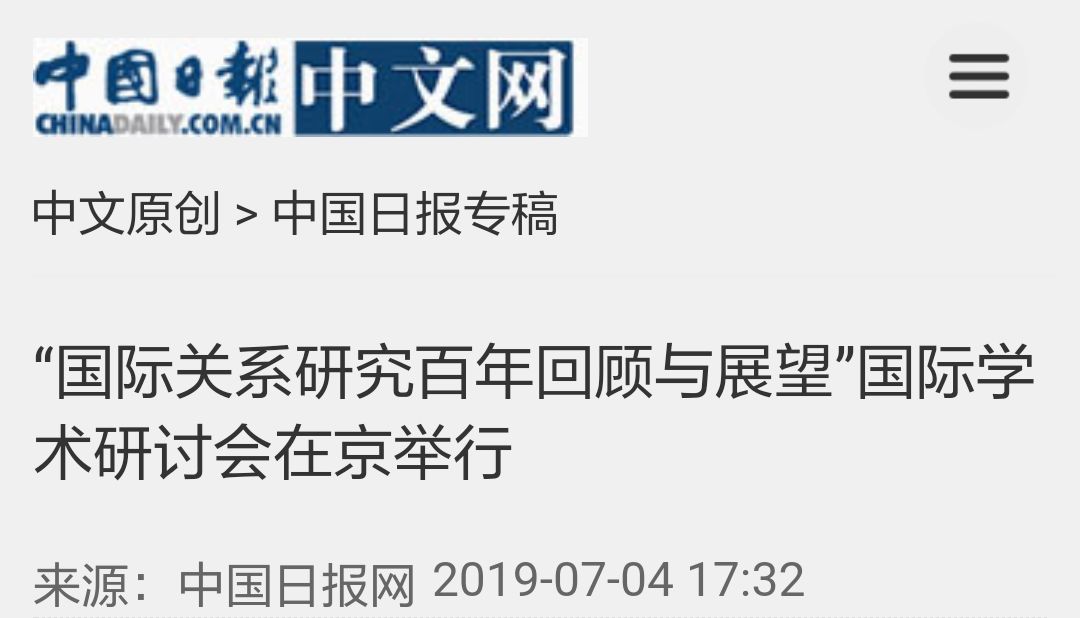 中國日報 中文网
CHINADAILY.COM.CN
中文原创 > 中国日报专稿
“国际关系研究百年回顾与展望”国际学
术研讨会在京举行
来源：中国日报网 2019-07-04 17:32